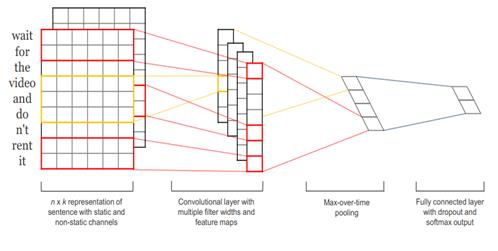 wait
for
the
video
and
do
n't
rent
it
n x k representation of
sentence with static and
non-static channels
Convolutional layer with
multiple filter widths and
feature maps
Max-over-time
pooling
Fully connected layer
with dropout and
softmax output